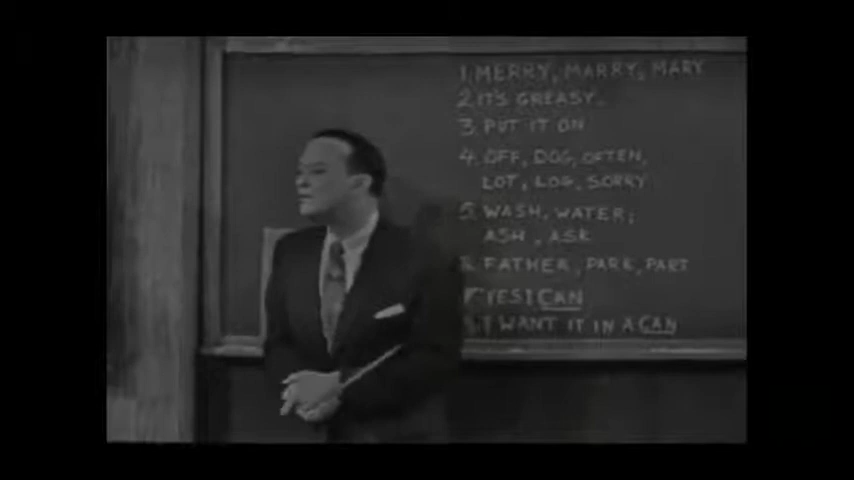 1. MERRY, MARRY, MARY
2. IT'S GREASY.
3. PUT IT ON
4. OFF, DOG, OFTEN,
LOT, LOG, SORRY
5. WASH, WATER;
ASH, ASK
6. FATHER, PARK, PART
YES I CAN
I WANT IT IN A CAN